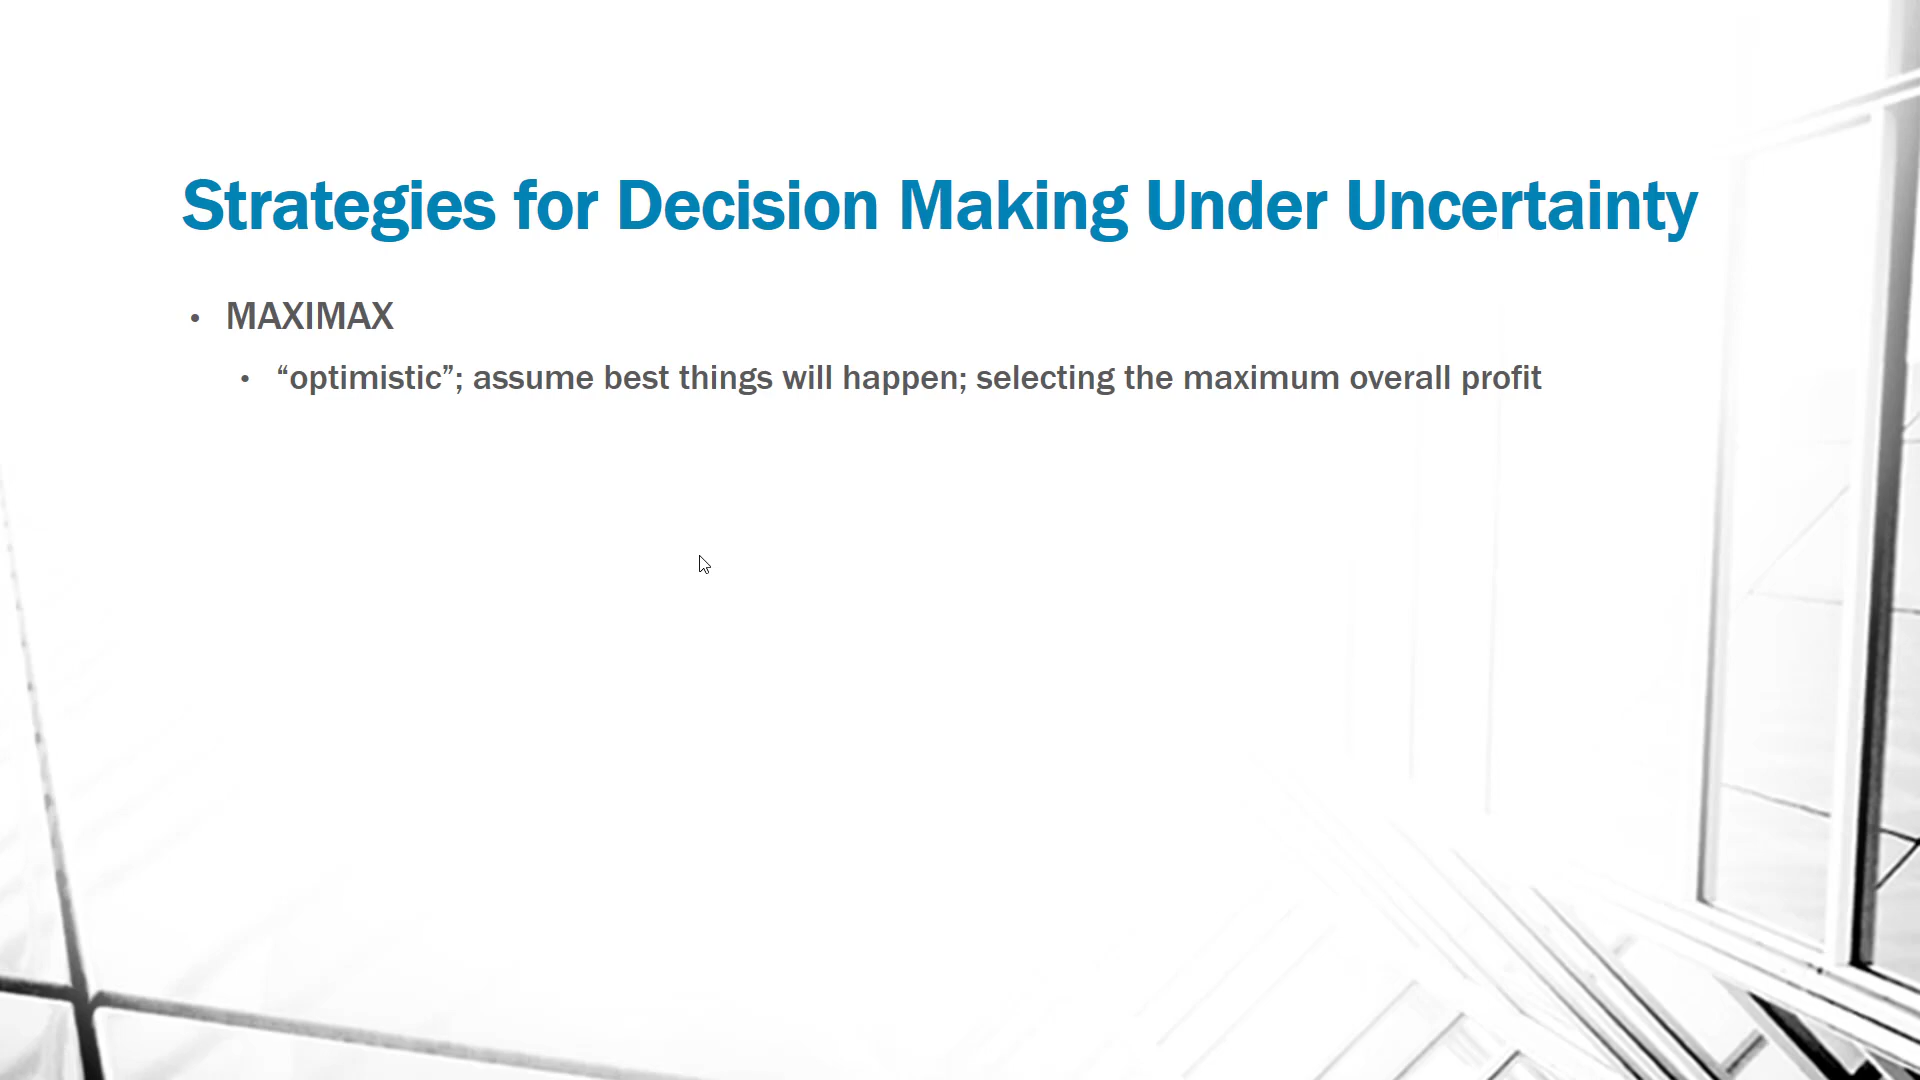 Strategies for Decision Making Under Uncertainty
• MAXIMAX
• “optimistic”; assume best things will happen; selecting the maximum overall profit